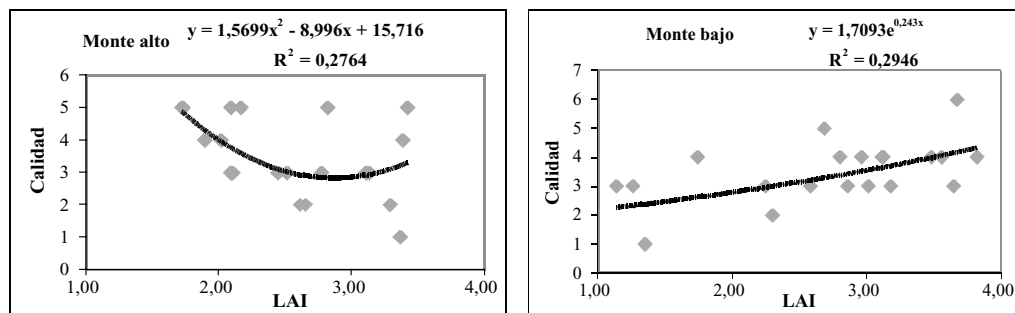 Monte alto y = 1,5699x² - 8,996x + 15,716
R² = 0,2764
Calidad
6
5
4
3
2
1
0
1,00 2,00 3,00 4,00
LAI
Monte bajo y = 1,7093e^0,243x
R² = 0,2946
Calidad
7
6
5
4
3
2
1
0
1,00 2,00 3,00 4,00
LAI